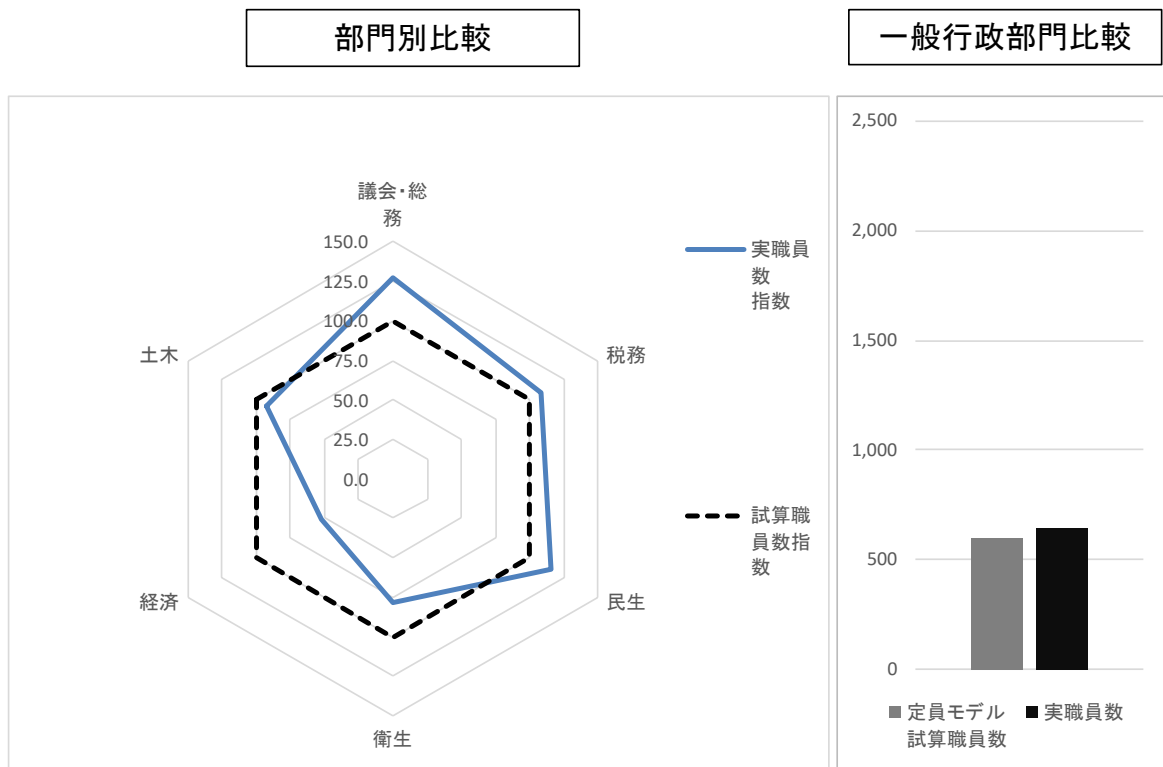 部門別比較
一般行政部門比較
議会・総
務
150.0
125.0
100.0
75.0
50.0
25.0
0.0
税務
民生
衛生
経済
土木
実職員
数
指数
試算職
員数指
数
2,500
2,000
1,500
1,000
500
0
定員モデル
試算職員数
実職員数